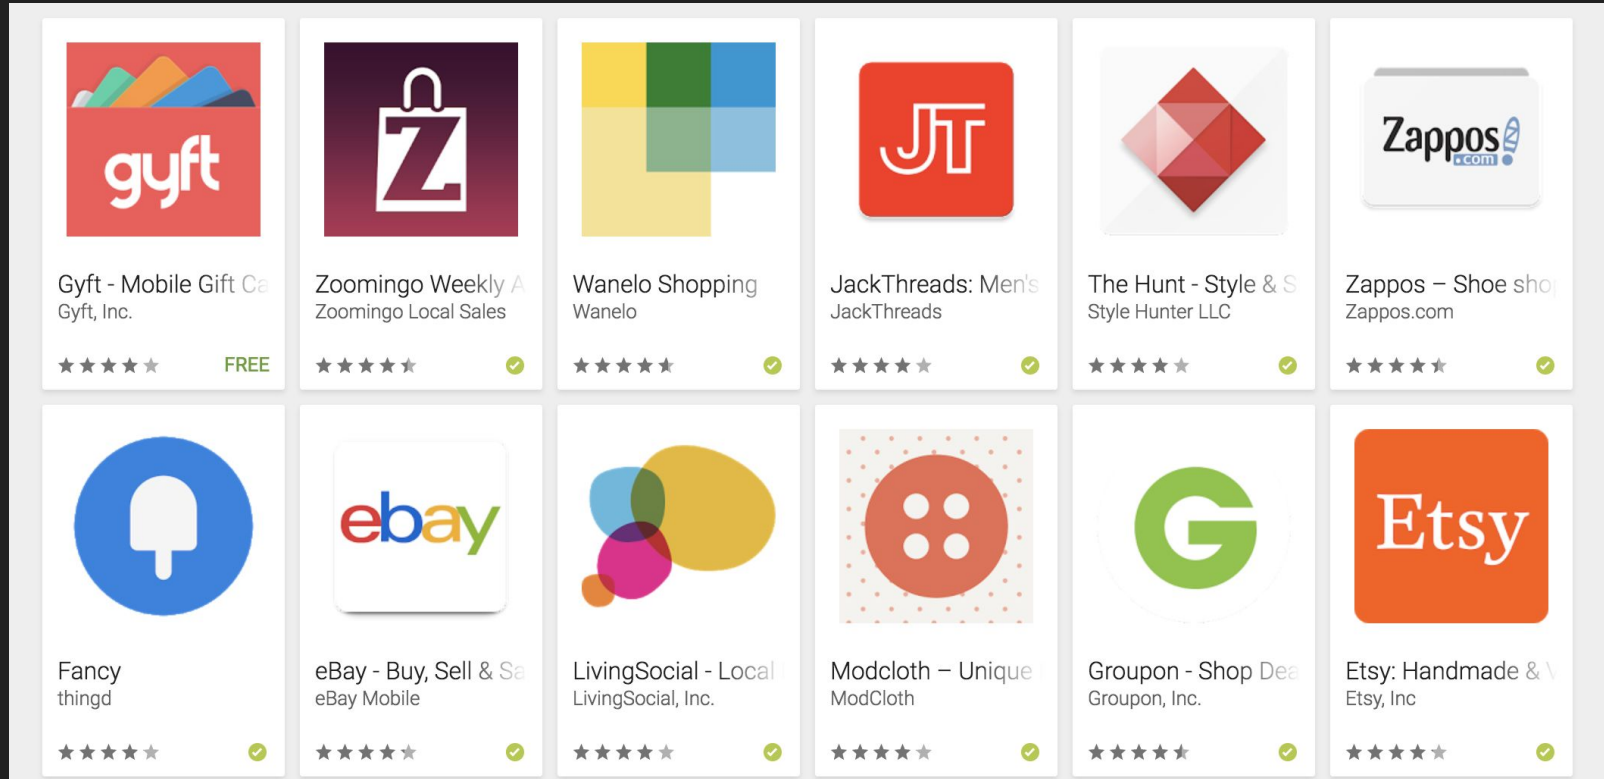 gyft
Z
JT
Zappos
.com
Gyft - Mobile Gift Ca
Zoomingo Weekly A
Wanelo Shopping
JackThreads: Men's
The Hunt - Style & S
Zappos – Shoe shop
Gyft, Inc.
Zoomingo Local Sales
Wanelo
JackThreads
Style Hunter LLC
Zappos.com
FREE
ebay
G
Etsy
Fancy
eBay - Buy, Sell & Sa
LivingSocial - Local
Modcloth – Unique
Groupon - Shop Dea
Etsy: Handmade & V
thingd
eBay Mobile
LivingSocial, Inc.
ModCloth
Groupon, Inc.
Etsy, Inc